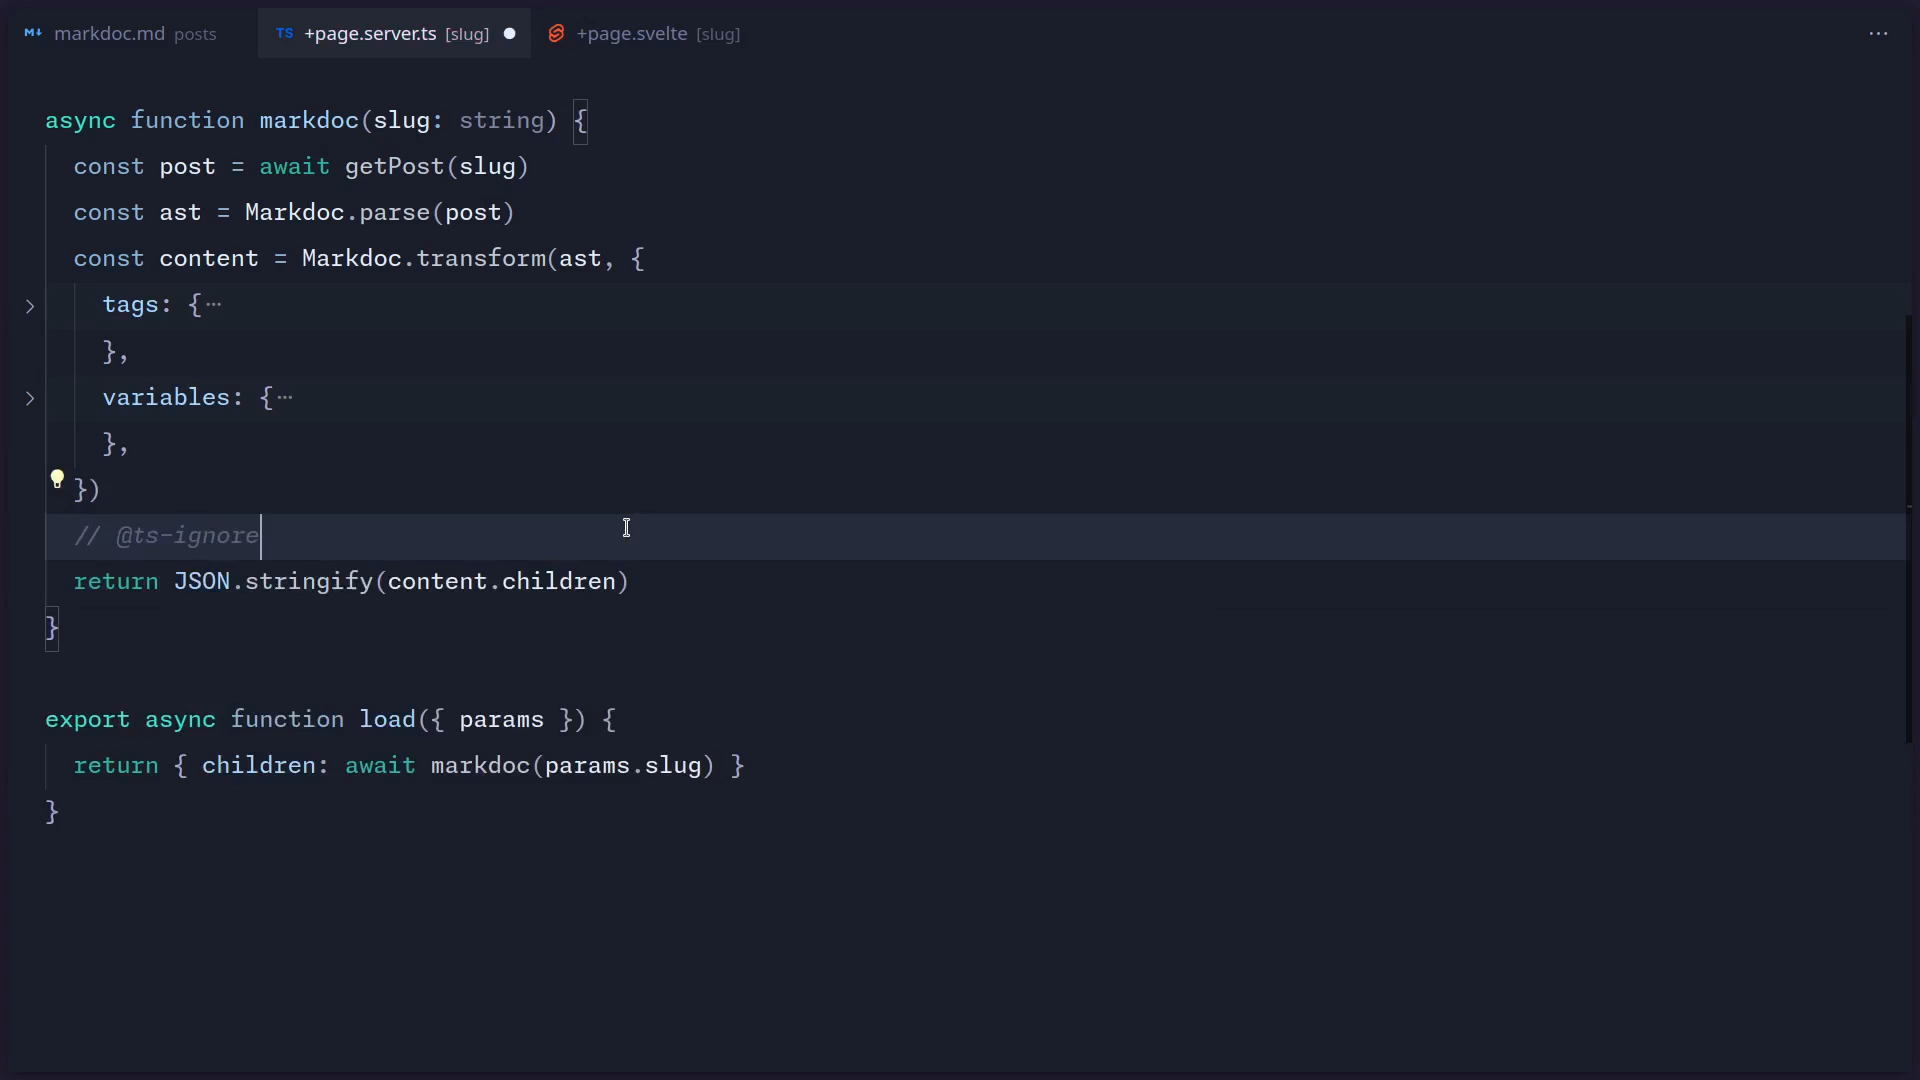 markdoc.md posts
TS +page.server.ts [slug]
+page.svelte [slug]
async function markdoc(slug: string) {
const post = await getPost(slug)
const ast = Markdoc.parse(post)
const content = Markdoc.transform(ast, {
tags: {⋯
},
variables: {⋯
},
})
// @ts-ignore
return JSON.stringify(content.children)
}
export async function load({ params }) {
return { children: await markdoc(params.slug) }
}